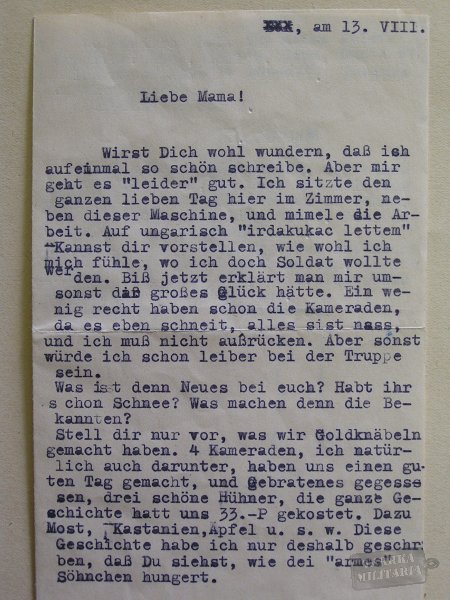 , am 13. VIII.
Liebe Mama!
Wirst Dich wohl wundern, daß ich
aufeinmal so schön schreibe. Aber mir
geht es "leider" gut. Ich sitzte den
ganzen lieben Tag hier im Zimmer, ne-
ben dieser Maschine, und mimele die Ar-
beit. Auf ungarisch "irdakukac lettem"
Kannst dir vorstellen, wie wohl ich
mich fühle, wo ich doch Soldat wollte
werden. Biß jetzt erklärt man mir um-
sonst daß großes Glück hätte. Ein we-
nig recht haben schon die Kameraden,
da es eben schneit, alles sist nass,
und ich muß nicht außrücken. Aber sonst
würde ich schon leiber bei der Truppe
sein.
Was ist denn Neues bei euch? Habt ihr
s chon Schnee? Was machen denn die Be-
kannten?
Stell dir nur vor, was wir Goldknäbeln
gemacht haben. 4 Kameraden, ich natür-
lich auch darunter, haben uns einen gu-
ten Tag gemacht, und Gebratenes gegesse
sen, drei schöne Hühner, die ganze Ge-
schichte hatt uns 33.-P gekostet. Dazu
Most, Kastanien, Äpfel u. s. w. Diese
Geschichte habe ich nur deshalb geschr
ben, daß Du siehst, wie dei "armes"
Söhnchen hungert.
MILITARIA